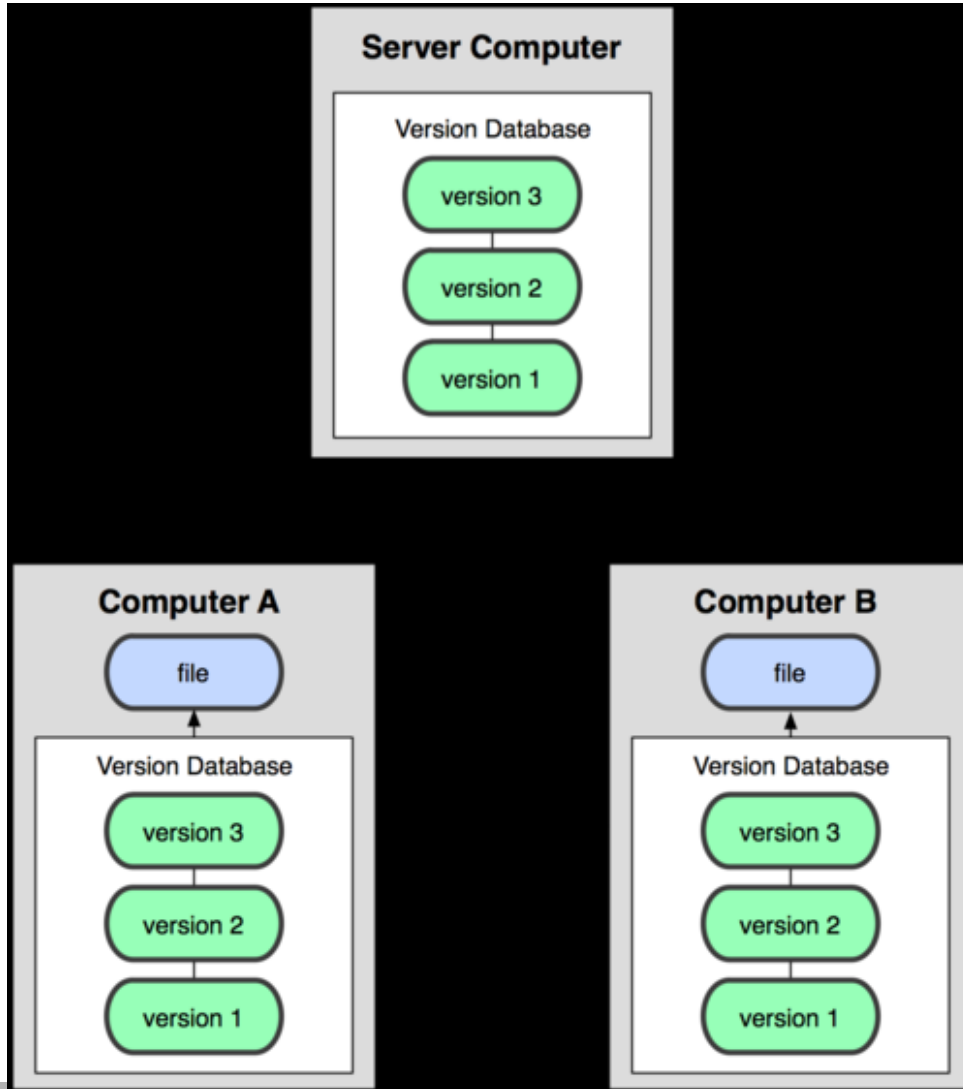 Server Computer
Version Database
version 3
version 2
version 1
Computer A
file
Version Database
version 3
version 2
version 1
Computer B
file
Version Database
version 3
version 2
version 1